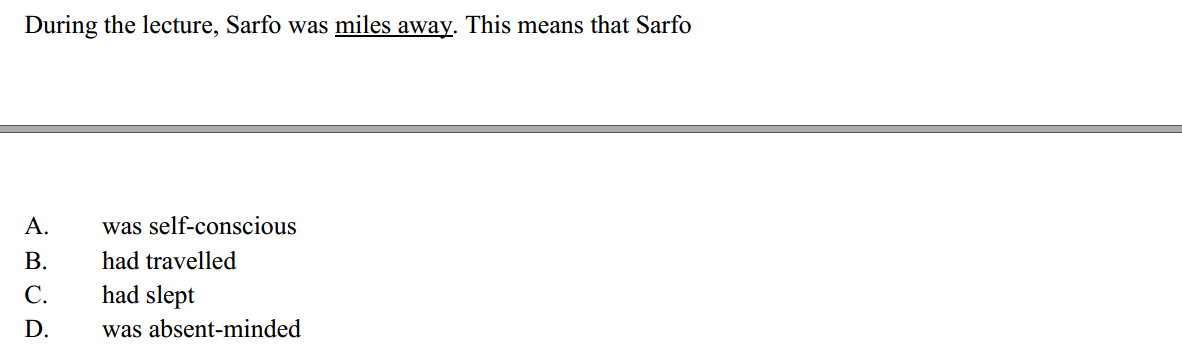 During the lecture, Sarfo was miles away. This means that Sarfo
A. was self-conscious
B. had travelled
C. had slept
D. was absent-minded